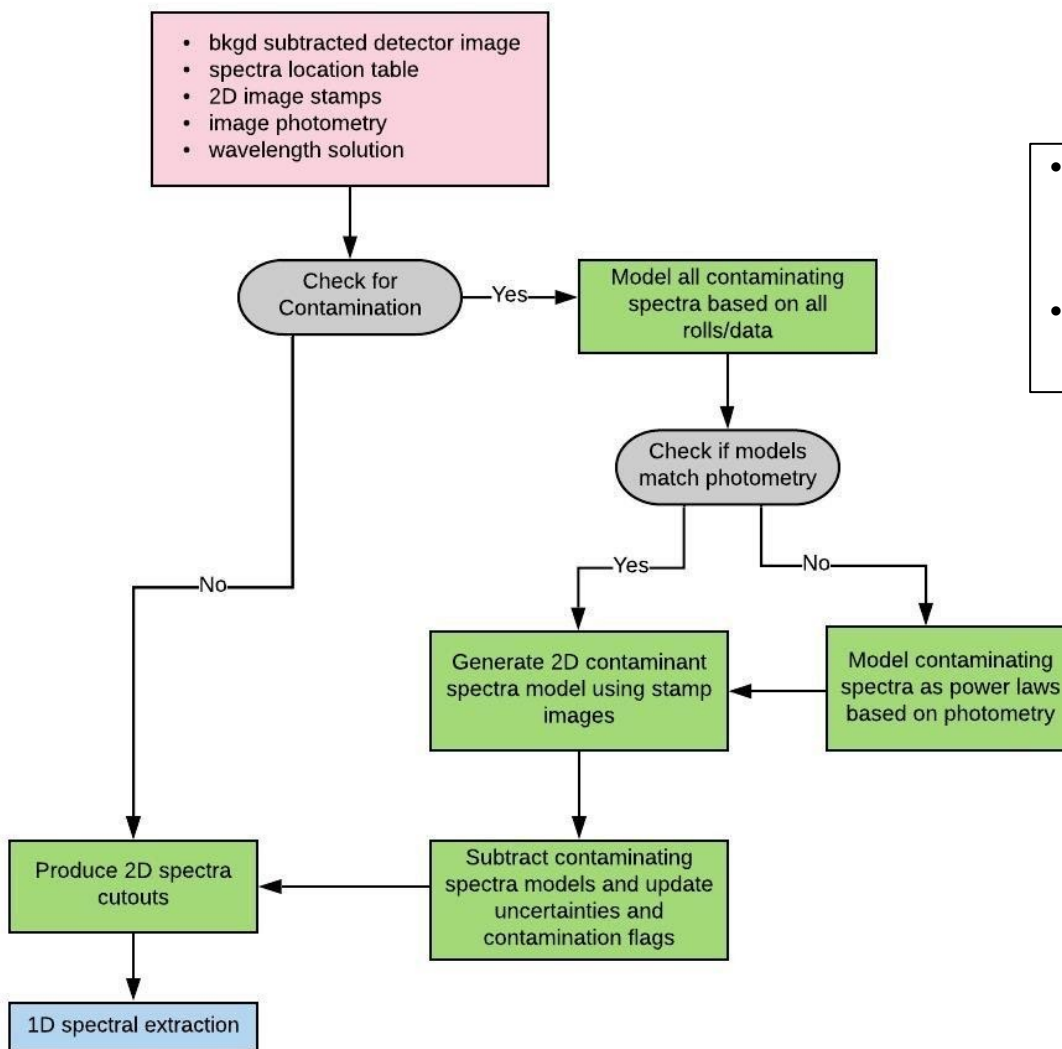 • bkgd subtracted detector image
• spectra location table
• 2D image stamps
• image photometry
• wavelength solution
Check for
Contamination
Yes
Model all contaminating
spectra based on all
rolls/data
Check if models
match photometry
No
Yes
No
Generate 2D contaminant
spectra model using stamp
images
Model contaminating
spectra as power laws
based on photometry
Produce 2D spectra
cutouts
Subtract contaminating
spectra models and update
uncertainties and
contamination flags
1D spectral extraction